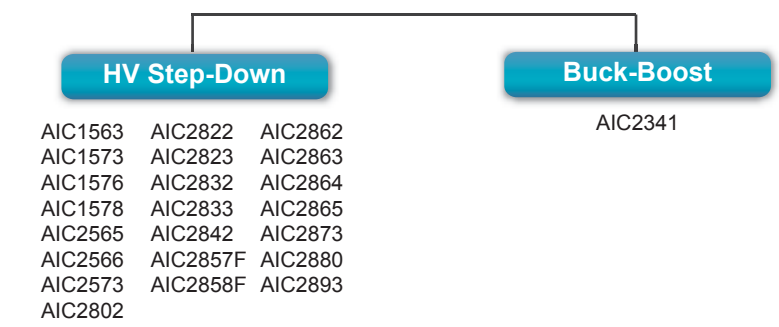 HV Step-Down
Buck-Boost
AIC1563 AIC2822 AIC2862
AIC1573 AIC2823 AIC2863
AIC1576 AIC2832 AIC2864
AIC1578 AIC2833 AIC2865
AIC2565 AIC2842 AIC2873
AIC2566 AIC2857F AIC2880
AIC2573 AIC2858F AIC2893
AIC2802
AIC2341